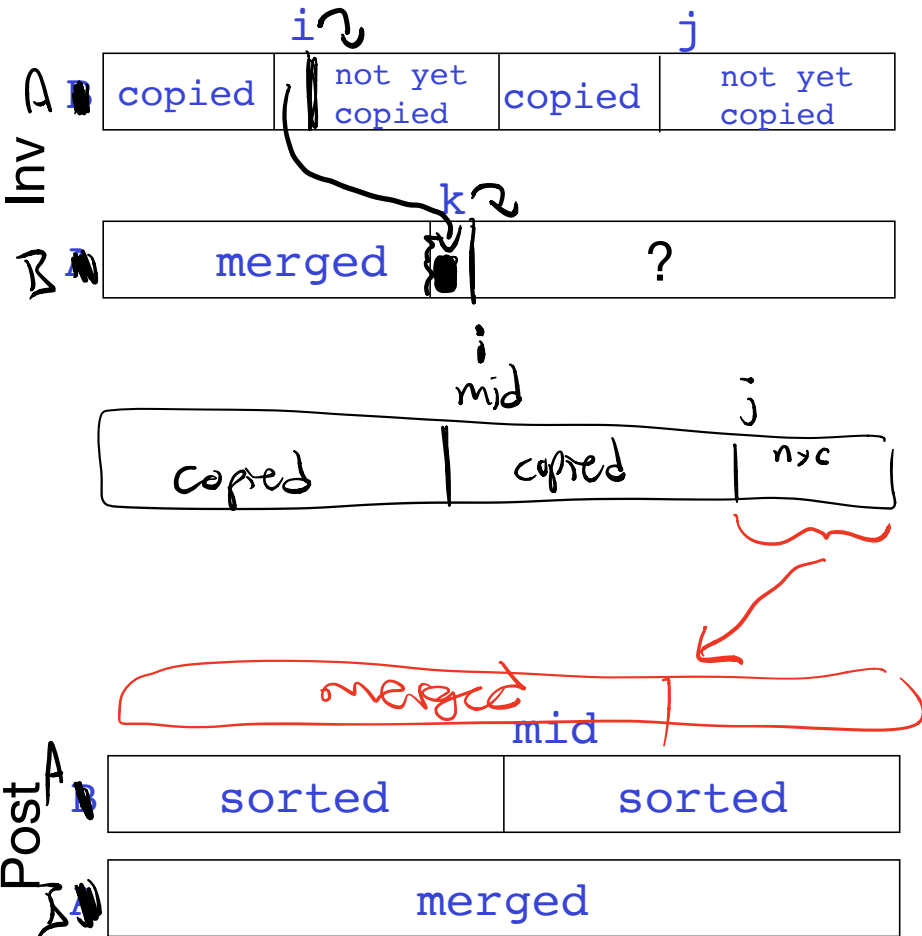 i j
A copied not yet copied copied not yet copied
Inv
k
B merged ?
i
mid j
copied copied nyc
merged
mid
A sorted sorted
Post
B merged